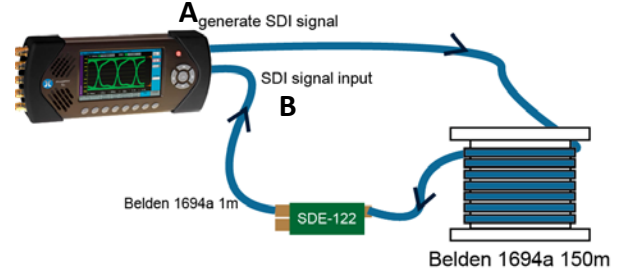 A
generate SDI signal
SDI signal input
B
Belden 1694a 1m
SDE-122
Belden 1694a 150m